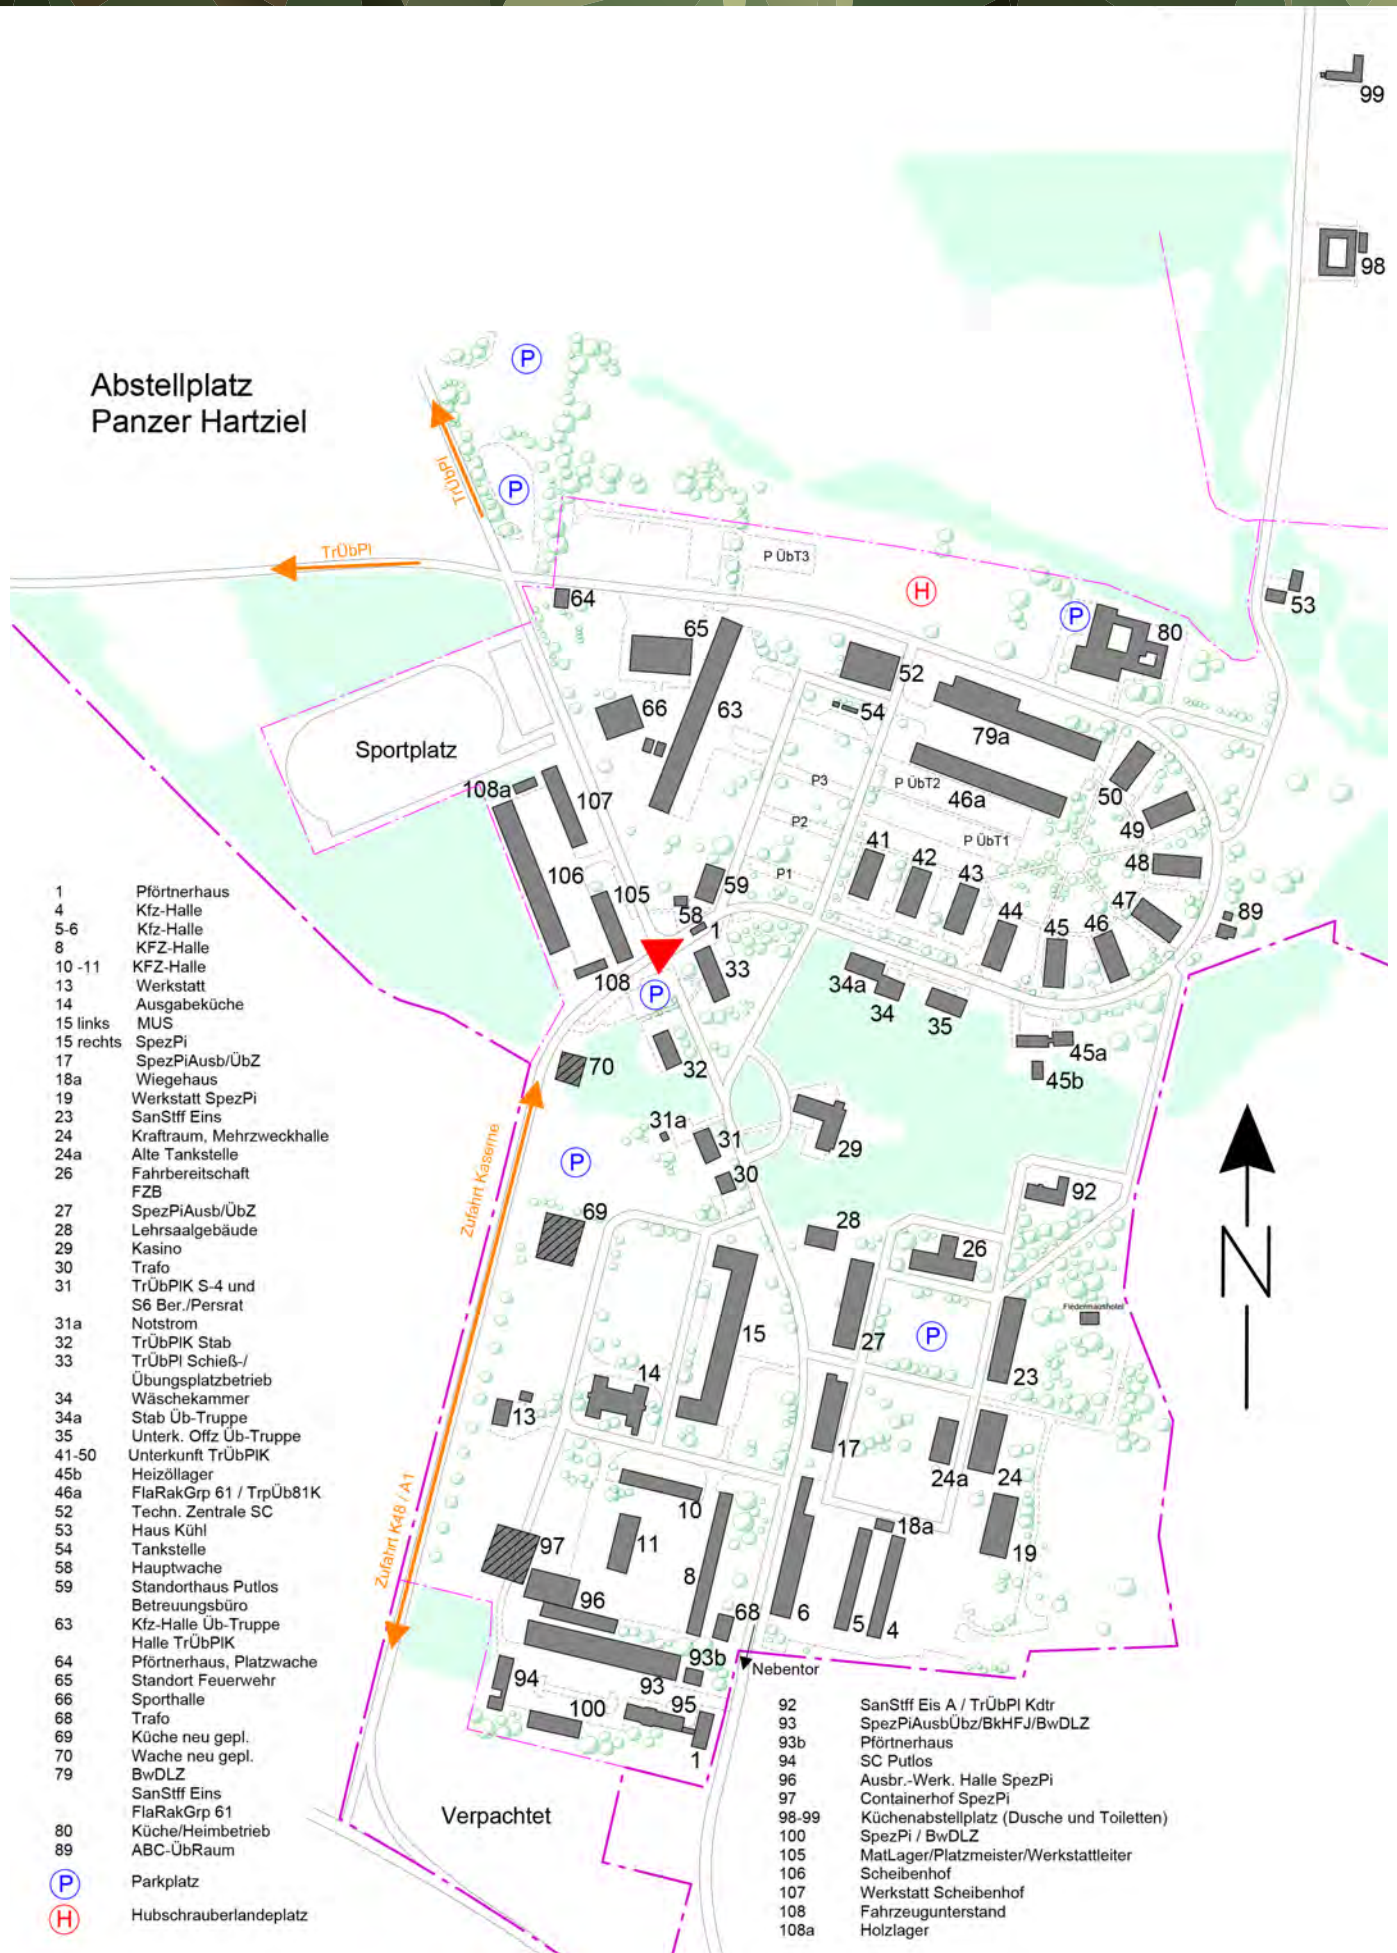 99
98
Abstellplatz
Panzer Hartziel
P
TrÜbPl
P
TrÜbPl
P ÜbT3
H
P
53
64
65
80
52
66
63
54
79a
Sportplatz
P3
P ÜbT2
46a
50
108a
107
P2
P ÜbT1
49
41
42
43
48
106
105
59
P1
47
58
1
44
45
46
89
33
108
P
34a
34
35
32
45a
70
45b
31a
31
29
P
30
92
Zufahrt Kaserne
69
28
26
Fledermaushotel
15
27
P
23
14
13
17
24a
24
10
Zufahrt K48 / A1
97
11
18a
19
8
96
68
6
5
4
93b
Nebentor
94
93
95
100
1
Verpachtet
N
1 Pförtnerhaus
4 Kfz-Halle
5-6 Kfz-Halle
8 KFZ-Halle
10 -11 KFZ-Halle
13 Werkstatt
14 Ausgabeküche
15 links MUS
15 rechts SpezPi
17 SpezPiAusb/ÜbZ
18a Wiegehaus
19 Werkstatt SpezPi
23 SanStff Eins
24 Kraftraum, Mehrzweckhalle
24a Alte Tankstelle
26 Fahrbereitschaft
FZB
27 SpezPiAusb/ÜbZ
28 Lehrsaalgebäude
29 Kasino
30 Trafo
31 TrÜbPlK S-4 und
S6 Ber./Persrat
31a Notstrom
32 TrÜbPlK Stab
33 TrÜbPl Schieß-/
Übungsplatzbetrieb
34 Wäschekammer
34a Stab Üb-Truppe
35 Unterk. Offz Üb-Truppe
41-50 Unterkunft TrÜbPlK
45b Heizöllager
46a FlaRakGrp 61 / TrpÜb81K
52 Techn. Zentrale SC
53 Haus Kühl
54 Tankstelle
58 Hauptwache
59 Standorthaus Putlos
Betreuungsbüro
63 Kfz-Halle Üb-Truppe
Halle TrÜbPlK
64 Pförtnerhaus, Platzwache
65 Standort Feuerwehr
66 Sporthalle
68 Trafo
69 Küche neu gepl.
70 Wache neu gepl.
79 BwDLZ
SanStff Eins
FlaRakGrp 61
80 Küche/Heimbetrieb
89 ABC-ÜbRaum
P Parkplatz
H Hubschrauberlandeplatz
92 SanStff Eis A / TrÜbPl Kdtr
93 SpezPiAusbÜbz/BkHFJ/BwDLZ
93b Pförtnerhaus
94 SC Putlos
96 Ausbr.-Werk. Halle SpezPi
97 Containerhof SpezPi
98-99 Küchenabstellplatz (Dusche und Toiletten)
100 SpezPi / BwDLZ
105 MatLager/Platzmeister/Werkstattleiter
106 Scheibenhof
107 Werkstatt Scheibenhof
108 Fahrzeugunterstand
108a Holzlager